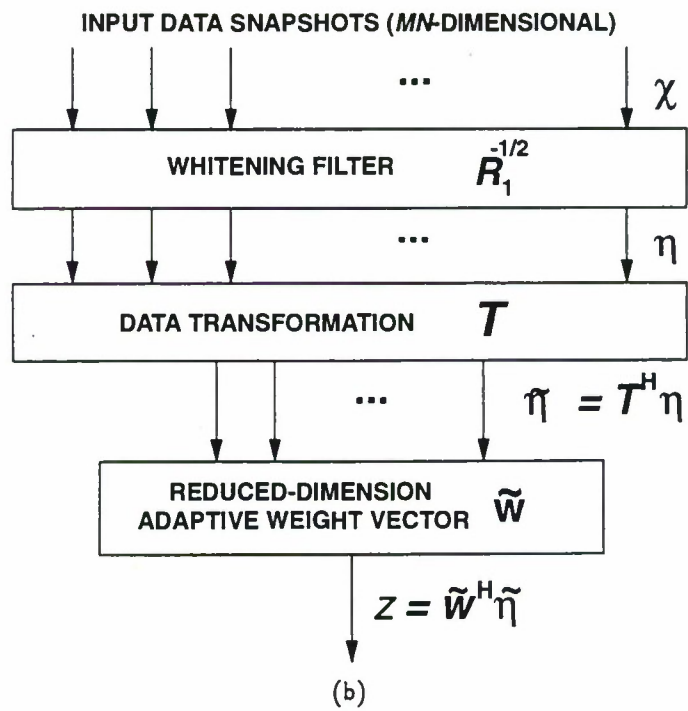 INPUT DATA SNAPSHOTS (MN-DIMENSIONAL)
... χ
WHITENING FILTER R₁^-1/2
... η
DATA TRANSFORMATION T
... η̃ = T^H η
REDUCED-DIMENSION
ADAPTIVE WEIGHT VECTOR w̃
z = w̃^H η̃
(b)